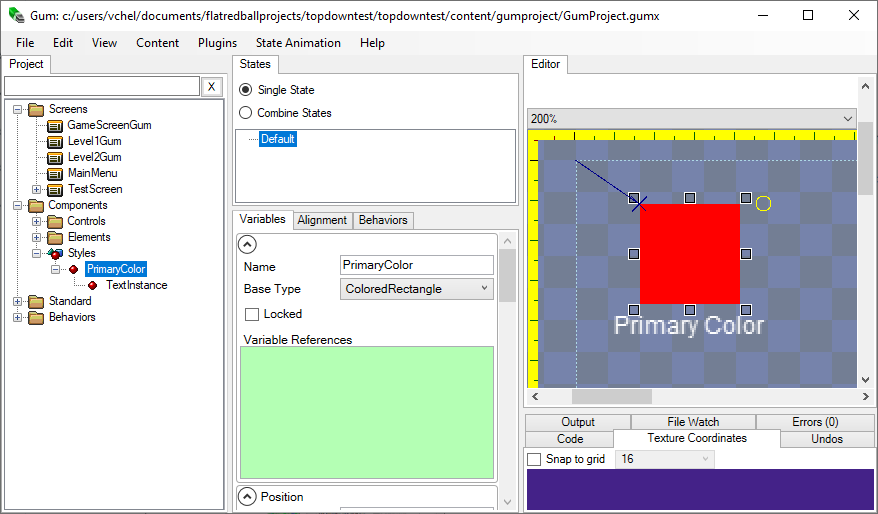 Gum: c:/users/vchel/documents/flatredballprojects/topdowntest/topdowntest/content/gumproject/GumProject.gumx
File Edit View Content Plugins State Animation Help
Project
X
Screens
GameScreenGum
Level1Gum
Level2Gum
MainMenu
TestScreen
Components
Controls
Elements
Styles
PrimaryColor
TextInstance
Standard
Behaviors
States
Single State
Combine States
Default
Variables Alignment Behaviors
Name PrimaryColor
Base Type ColoredRectangle
Locked
Variable References
Position
Editor
200%
Primary Color
Output File Watch Errors (0)
Code Texture Coordinates Undos
Snap to grid 16